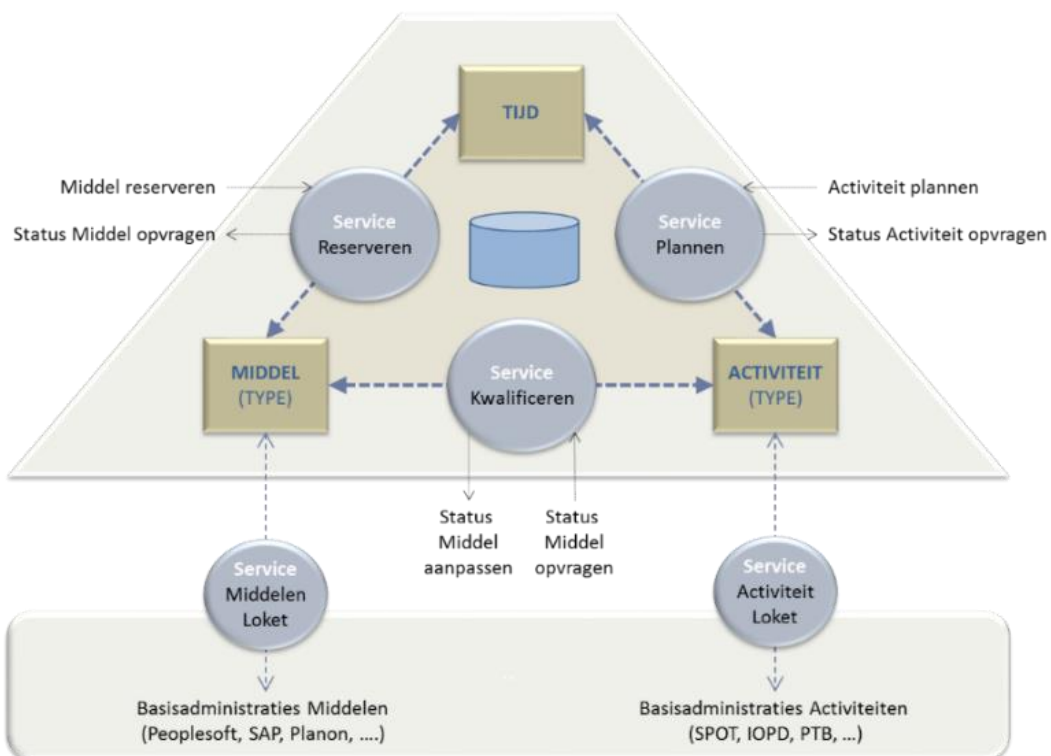 TIJD
Middel reserveren
Status Middel opvragen
Service
Reserveren
Service
Plannen
Activiteit plannen
Status Activiteit opvragen
MIDDEL
(TYPE)
Service
Kwalificeren
ACTIVITEIT
(TYPE)
Status
Middel
aanpassen
Status
Middel
opvragen
Service
Middelen
Loket
Service
Activiteit
Loket
Basisadministraties Middelen
(Peoplesoft, SAP, Planon, ....)
Basisadministraties Activiteiten
(SPOT, IOPD, PTB, ...)